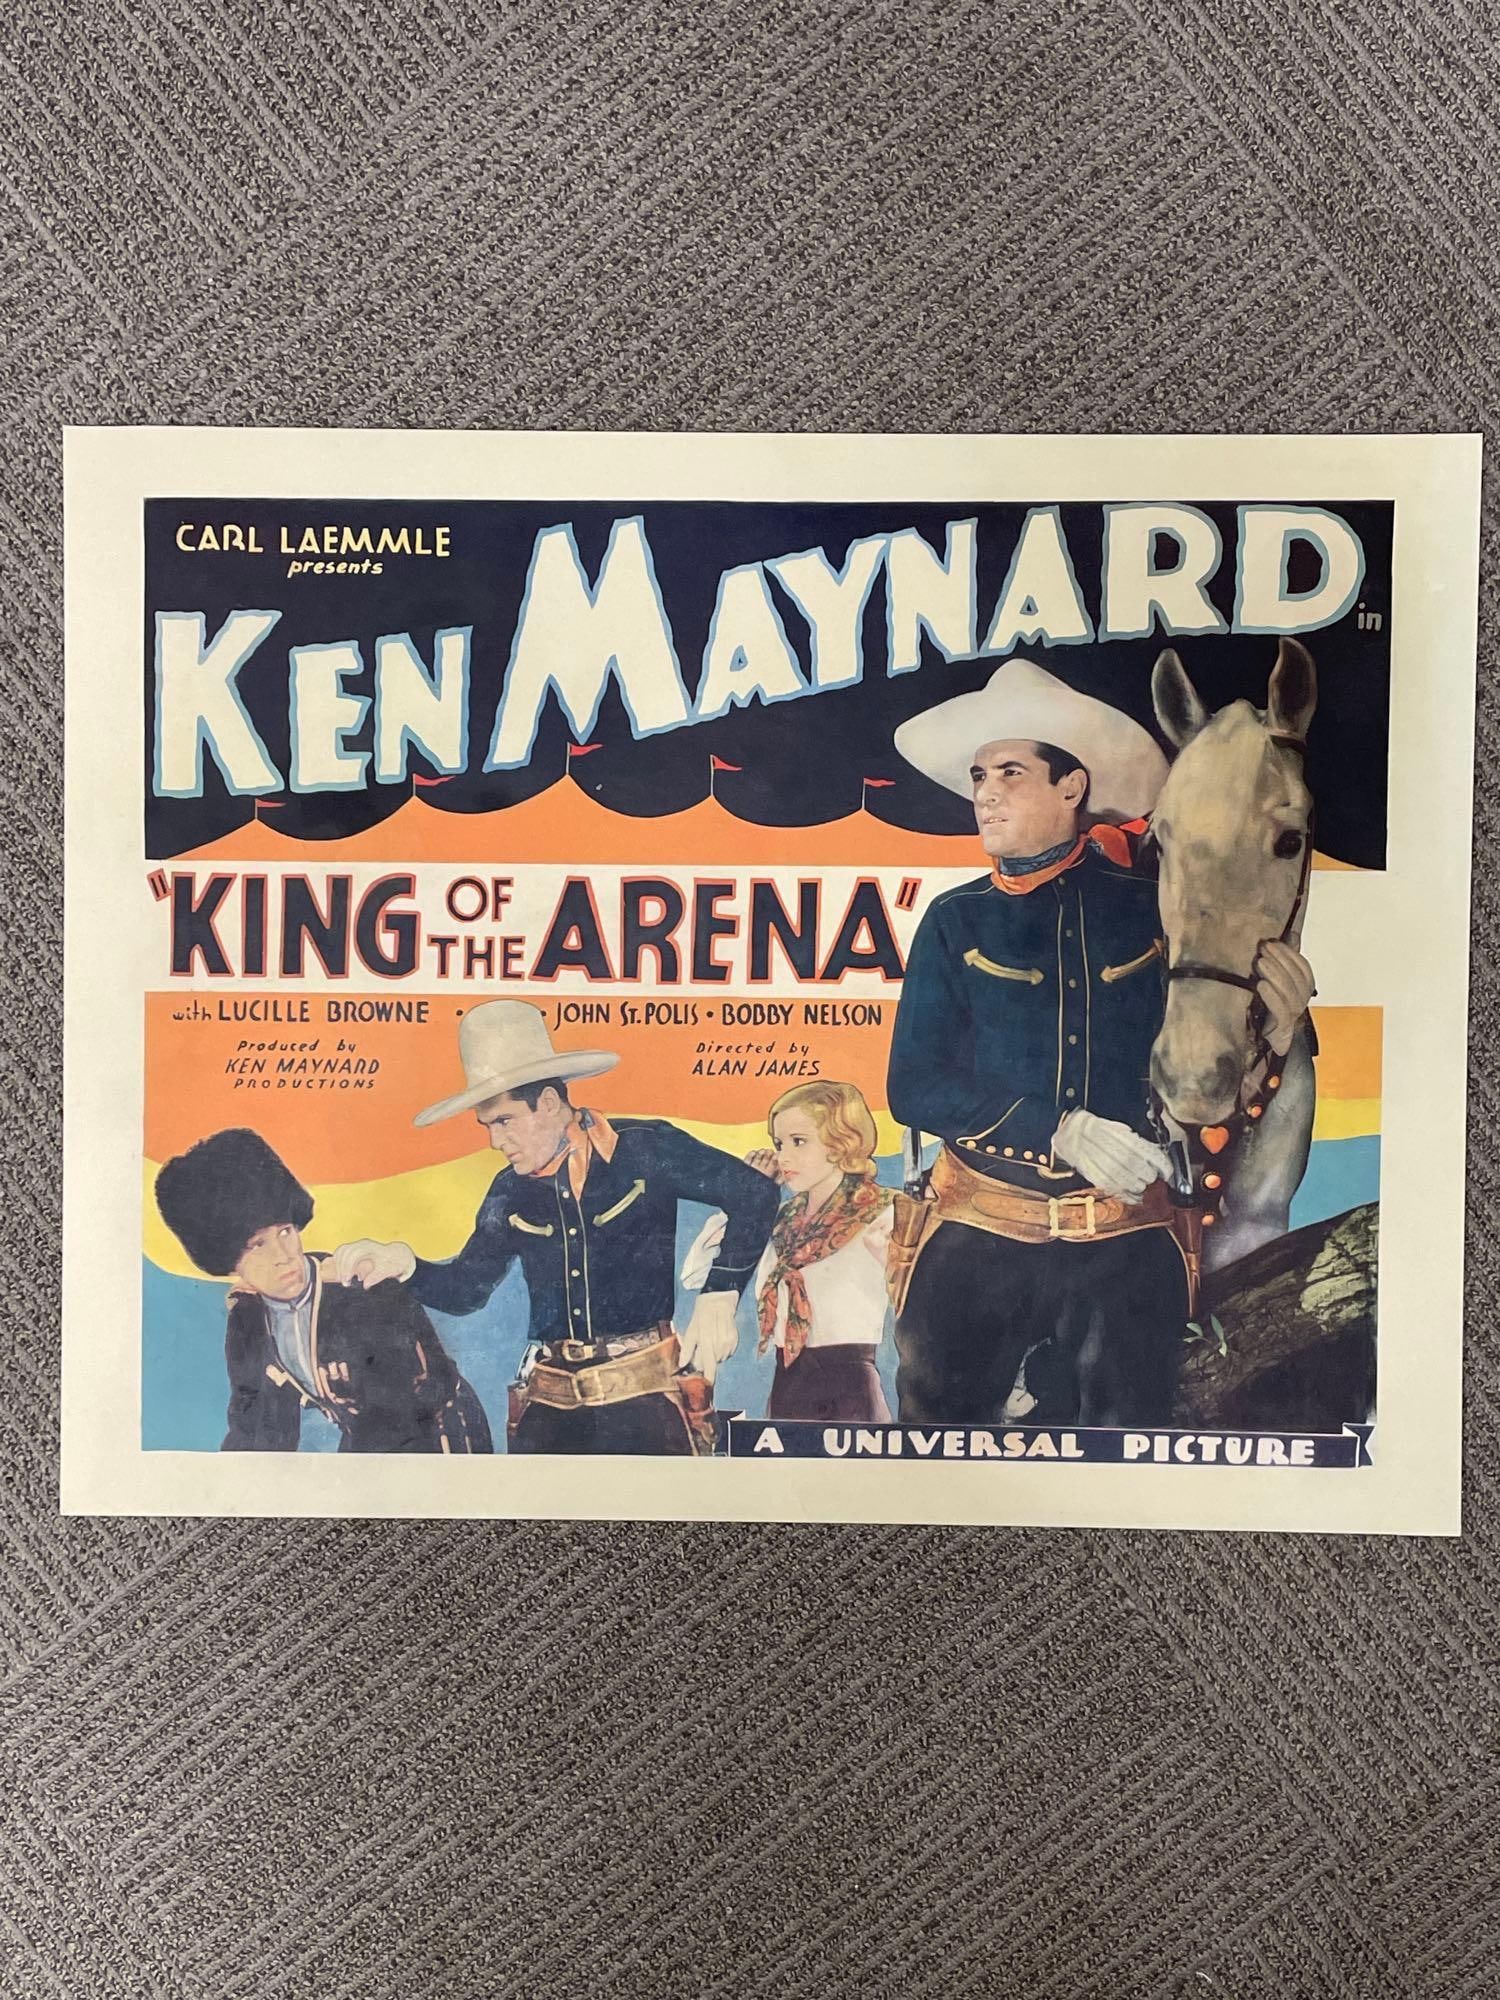 CARL LAEMMLE
presents
KEN MAYNARD in
"KING OF THE ARENA"
with LUCILLE BROWNE • • JOHN ST. POLIS • BOBBY NELSON
Produced by
KEN MAYNARD
PRODUCTIONS
Directed by
ALAN JAMES
A UNIVERSAL PICTURE